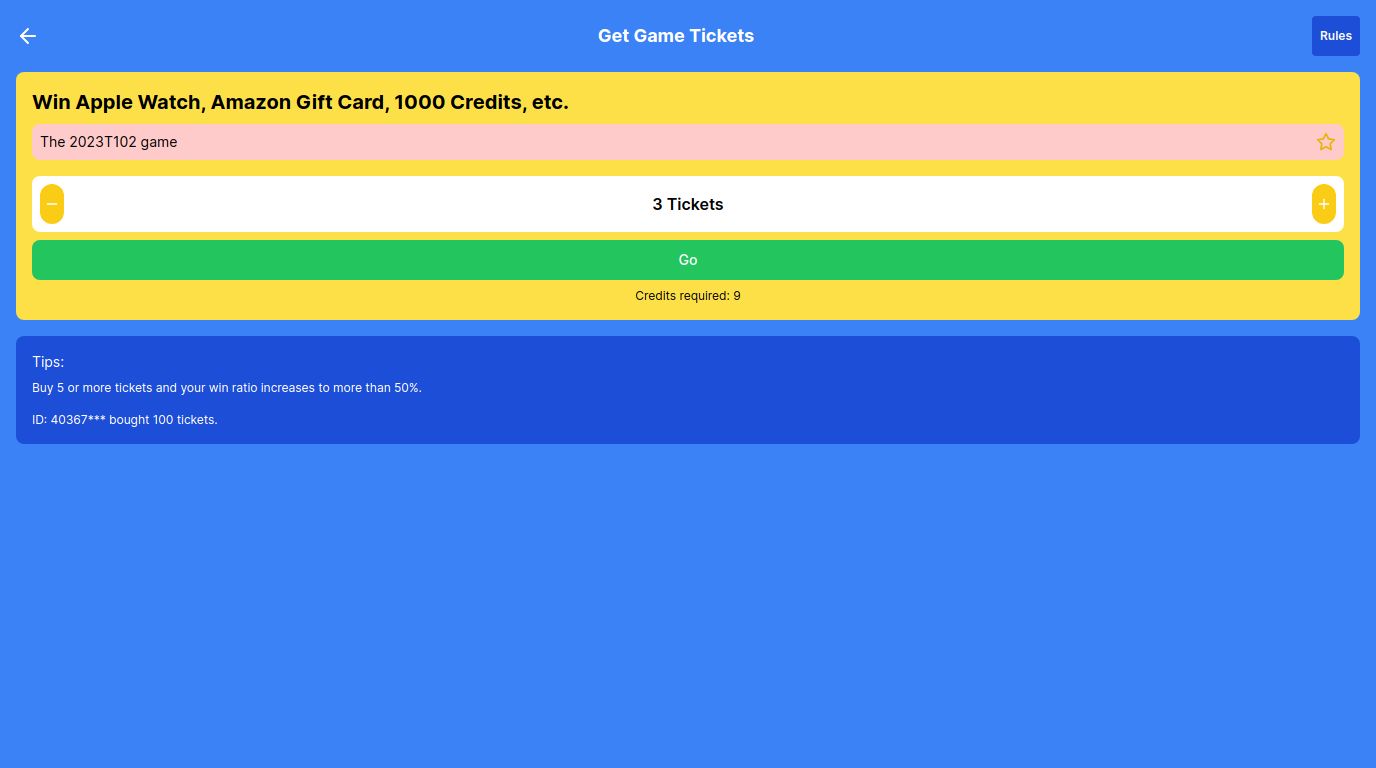 Get Game Tickets
Rules
Win Apple Watch, Amazon Gift Card, 1000 Credits, etc.
The 2023T102 game
3 Tickets
Go
Credits required: 9
Tips:
Buy 5 or more tickets and your win ratio increases to more than 50%.
ID: 40367*** bought 100 tickets.